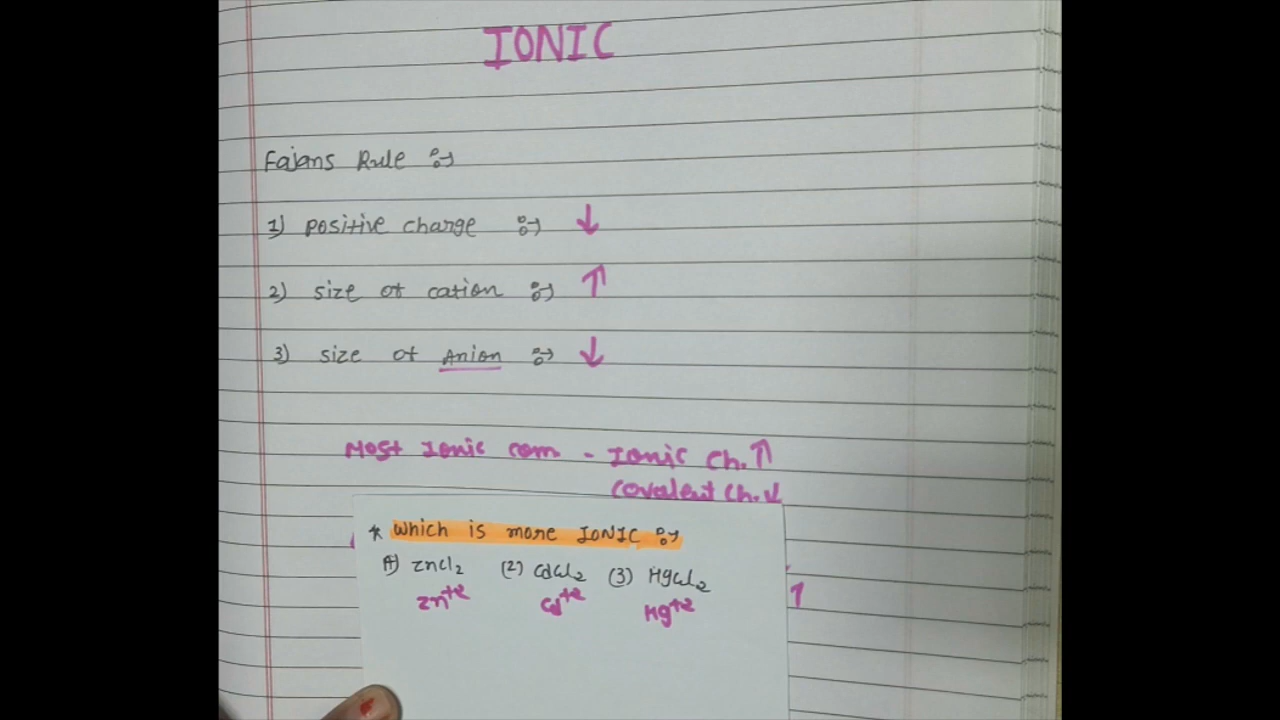 IONIC
Fajans Rule :-)
1) positive charge :-) ↓
2) size of cation :-) ↑
3) size of Anion :-) ↓
Most Ionic com - Ionic Ch. ↑
Covalent Ch. ↓
* Which is more IONIC :-)
A) ZnCl2 (2) CdCl2 (3) HgCl2
Zn+2 Cd+2 Hg+2